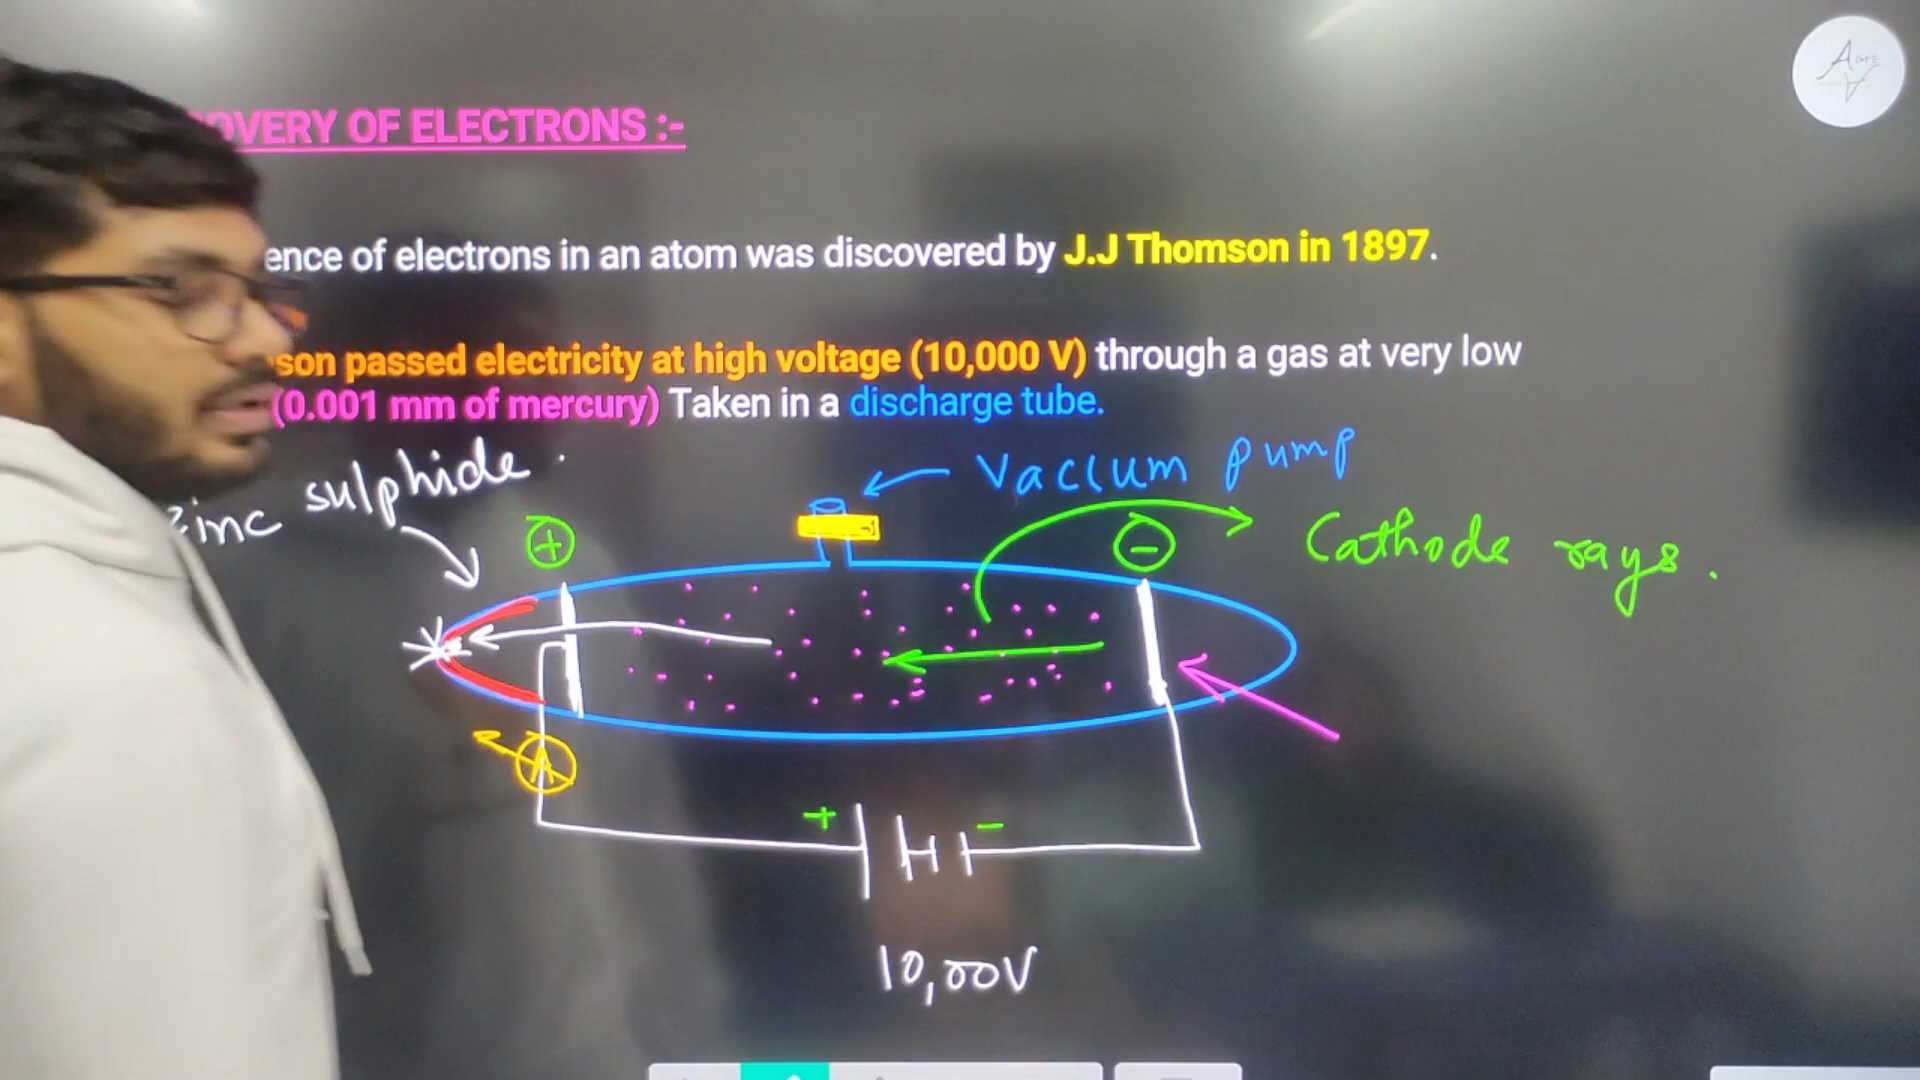 OVERY OF ELECTRONS :-
ence of electrons in an atom was discovered by J.J Thomson in 1897.
son passed electricity at high voltage (10,000 V) through a gas at very low
(0.001 mm of mercury) Taken in a discharge tube.
Zinc sulphide.
Vaccum pump
+
-
Cathode rays.
A
+
-
10,00V